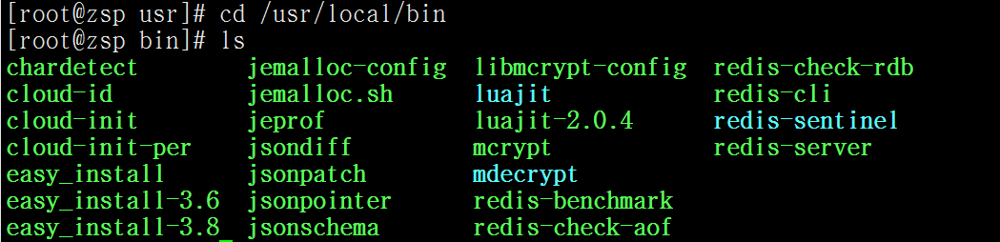 [root@zsp usr]# cd /usr/local/bin
[root@zsp bin]# ls
chardetect jemalloc-config libmcrypt-config redis-check-rdb
cloud-id jemalloc.sh luajit redis-cli
cloud-init jeprof luajit-2.0.4 redis-sentinel
cloud-init-per jsondiff mcrypt redis-server
easy_install jsonpatch mdecrypt
easy_install-3.6 jsonpointer redis-benchmark
easy_install-3.8 jsonschema redis-check-aof